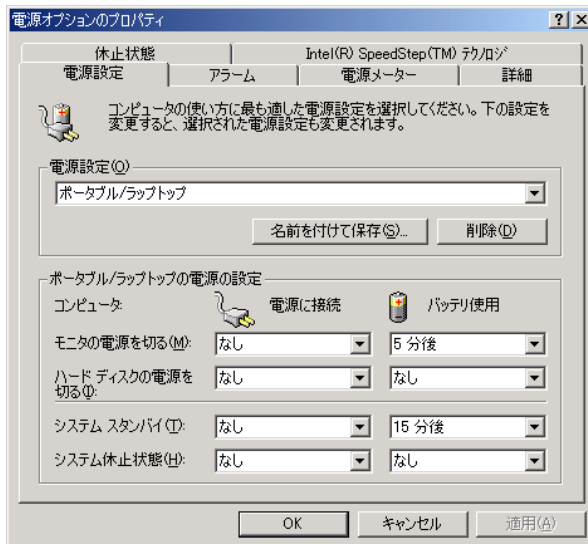 電源オプションのプロパティ
休止状態 Intel(R) SpeedStep(TM) テクノロジ
電源設定 アラーム 電源メーター 詳細
コンピュータの使い方に最も適した電源設定を選択してください。下の設定を
変更すると、選択された電源設定も変更されます。
電源設定(O)
ポータブル/ラップトップ
名前を付けて保存(S)... 削除(D)
ポータブル/ラップトップの電源の設定
コンピュータ: 電源に接続 バッテリ使用
モニタの電源を切る(M): なし 5 分後
ハード ディスクの電源を
切る(I): なし なし
システム スタンバイ(T): なし 15 分後
システム休止状態(H): なし なし
OK キャンセル 適用(A)